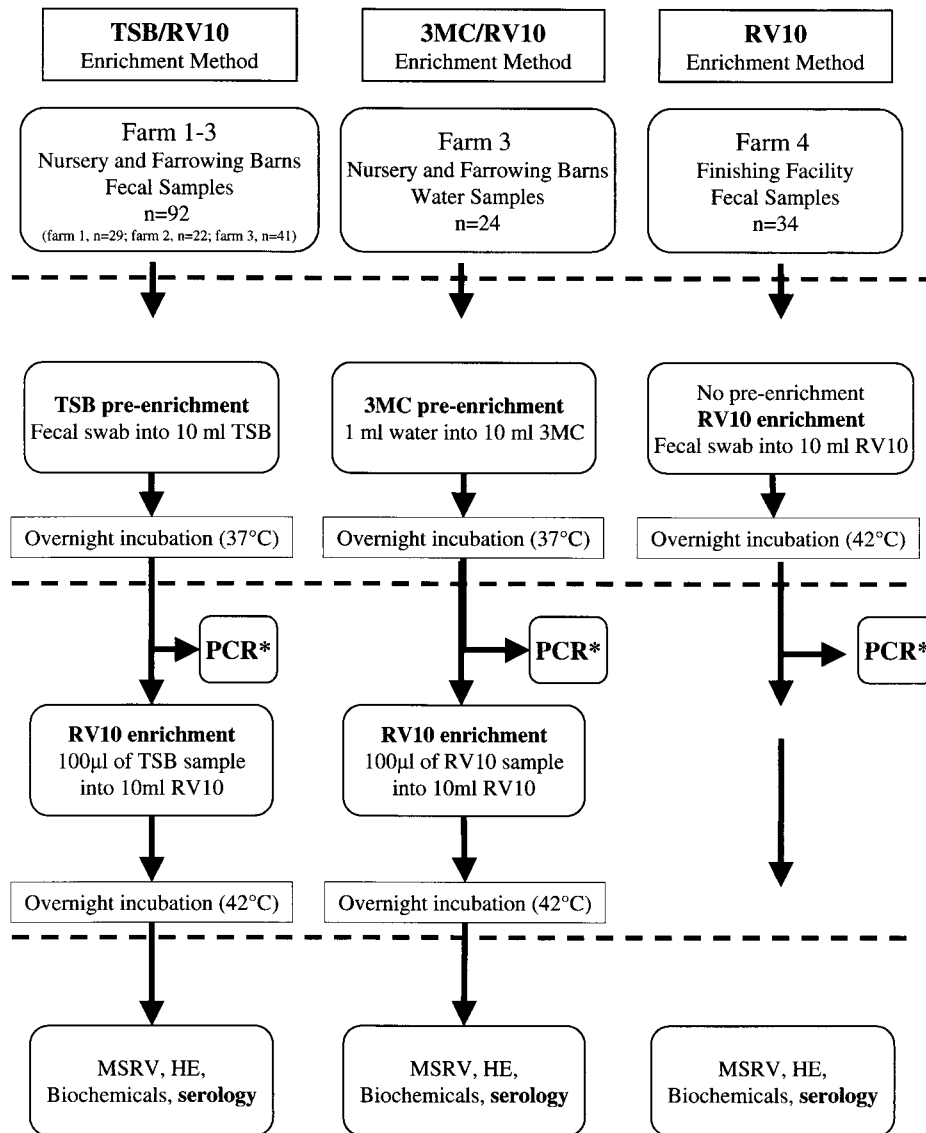 TSB/RV10
Enrichment Method
3MC/RV10
Enrichment Method
RV10
Enrichment Method
Farm 1-3
Nursery and Farrowing Barns
Fecal Samples
n=92
(farm 1, n=29; farm 2, n=22; farm 3, n=41)
Farm 3
Nursery and Farrowing Barns
Water Samples
n=24
Farm 4
Finishing Facility
Fecal Samples
n=34
TSB pre-enrichment
Fecal swab into 10 ml TSB
3MC pre-enrichment
1 ml water into 10 ml 3MC
No pre-enrichment
RV10 enrichment
Fecal swab into 10 ml RV10
Overnight incubation (37°C)
Overnight incubation (37°C)
Overnight incubation (42°C)
PCR*
PCR*
PCR*
RV10 enrichment
100µl of TSB sample
into 10ml RV10
RV10 enrichment
100µl of RV10 sample
into 10ml RV10
Overnight incubation (42°C)
Overnight incubation (42°C)
MSRV, HE,
Biochemicals, serology
MSRV, HE,
Biochemicals, serology
MSRV, HE,
Biochemicals, serology